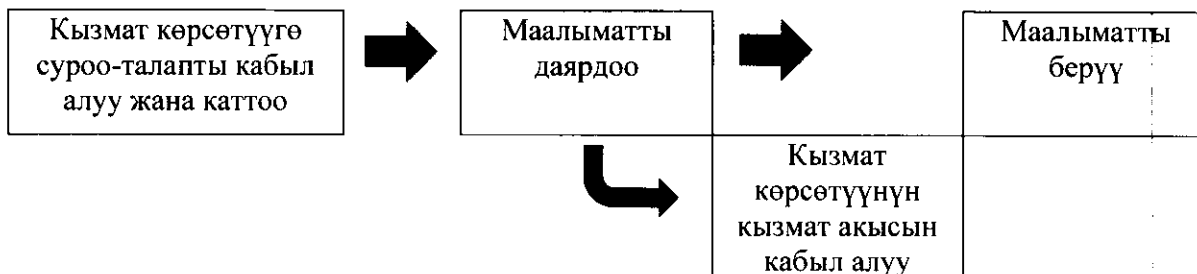 Кызмат көрсөтүүгө
суроо-талапты кабыл
алуу жана каттоо
Маалыматты
даярдоо
Маалыматты
берүү
Кызмат
көрсөтүүнүн
кызмат акысын
кабыл алуу